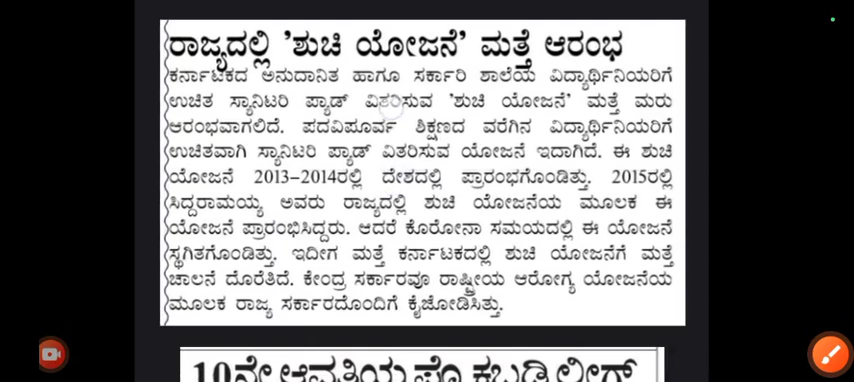 ರಾಜ್ಯದಲ್ಲಿ 'ಶುಚಿ ಯೋಜನೆ' ಮತ್ತೆ ಆರಂಭ
ಕರ್ನಾಟಕದ ಅನುದಾನಿತ ಹಾಗೂ ಸರ್ಕಾರಿ ಶಾಲೆಯ ವಿದ್ಯಾರ್ಥಿನಿಯರಿಗೆ
ಉಚಿತ ಸ್ಯಾನಿಟರಿ ಪ್ಯಾಡ್ ವಿತರಿಸುವ 'ಶುಚಿ ಯೋಜನೆ' ಮತ್ತೆ ಮರು
ಆರಂಭವಾಗಲಿದೆ. ಪದವಿಪೂರ್ವ ಶಿಕ್ಷಣದ ವರೆಗಿನ ವಿದ್ಯಾರ್ಥಿನಿಯರಿಗೆ
ಉಚಿತವಾಗಿ ಸ್ಯಾನಿಟರಿ ಪ್ಯಾಡ್ ವಿತರಿಸುವ ಯೋಜನೆ ಇದಾಗಿದೆ. ಈ ಶುಚಿ
ಯೋಜನೆ 2013-2014ರಲ್ಲಿ ದೇಶದಲ್ಲಿ ಪ್ರಾರಂಭಗೊಂಡಿತ್ತು. 2015ರಲ್ಲಿ
ಸಿದ್ದರಾಮಯ್ಯ ಅವರು ರಾಜ್ಯದಲ್ಲಿ ಶುಚಿ ಯೋಜನೆಯ ಮೂಲಕ ಈ
ಯೋಜನೆ ಪ್ರಾರಂಭಿಸಿದ್ದರು. ಆದರೆ ಕೊರೋನಾ ಸಮಯದಲ್ಲಿ ಈ ಯೋಜನೆ
ಸ್ಥಗಿತಗೊಂಡಿತ್ತು. ಇದೀಗ ಮತ್ತೆ ಕರ್ನಾಟಕದಲ್ಲಿ ಶುಚಿ ಯೋಜನೆಗೆ ಮತ್ತೆ
ಚಾಲನೆ ದೊರೆತಿದೆ. ಕೇಂದ್ರ ಸರ್ಕಾರವೂ ರಾಷ್ಟ್ರೀಯ ಆರೋಗ್ಯ ಯೋಜನೆಯ
ಮೂಲಕ ರಾಜ್ಯ ಸರ್ಕಾರದೊಂದಿಗೆ ಕೈಜೋಡಿಸಿತ್ತು.
10ನೇ ಆವೃತ್ತಿಯ ಪ್ರೊ ಕಬಡ್ಡಿ ಲೀಗ್